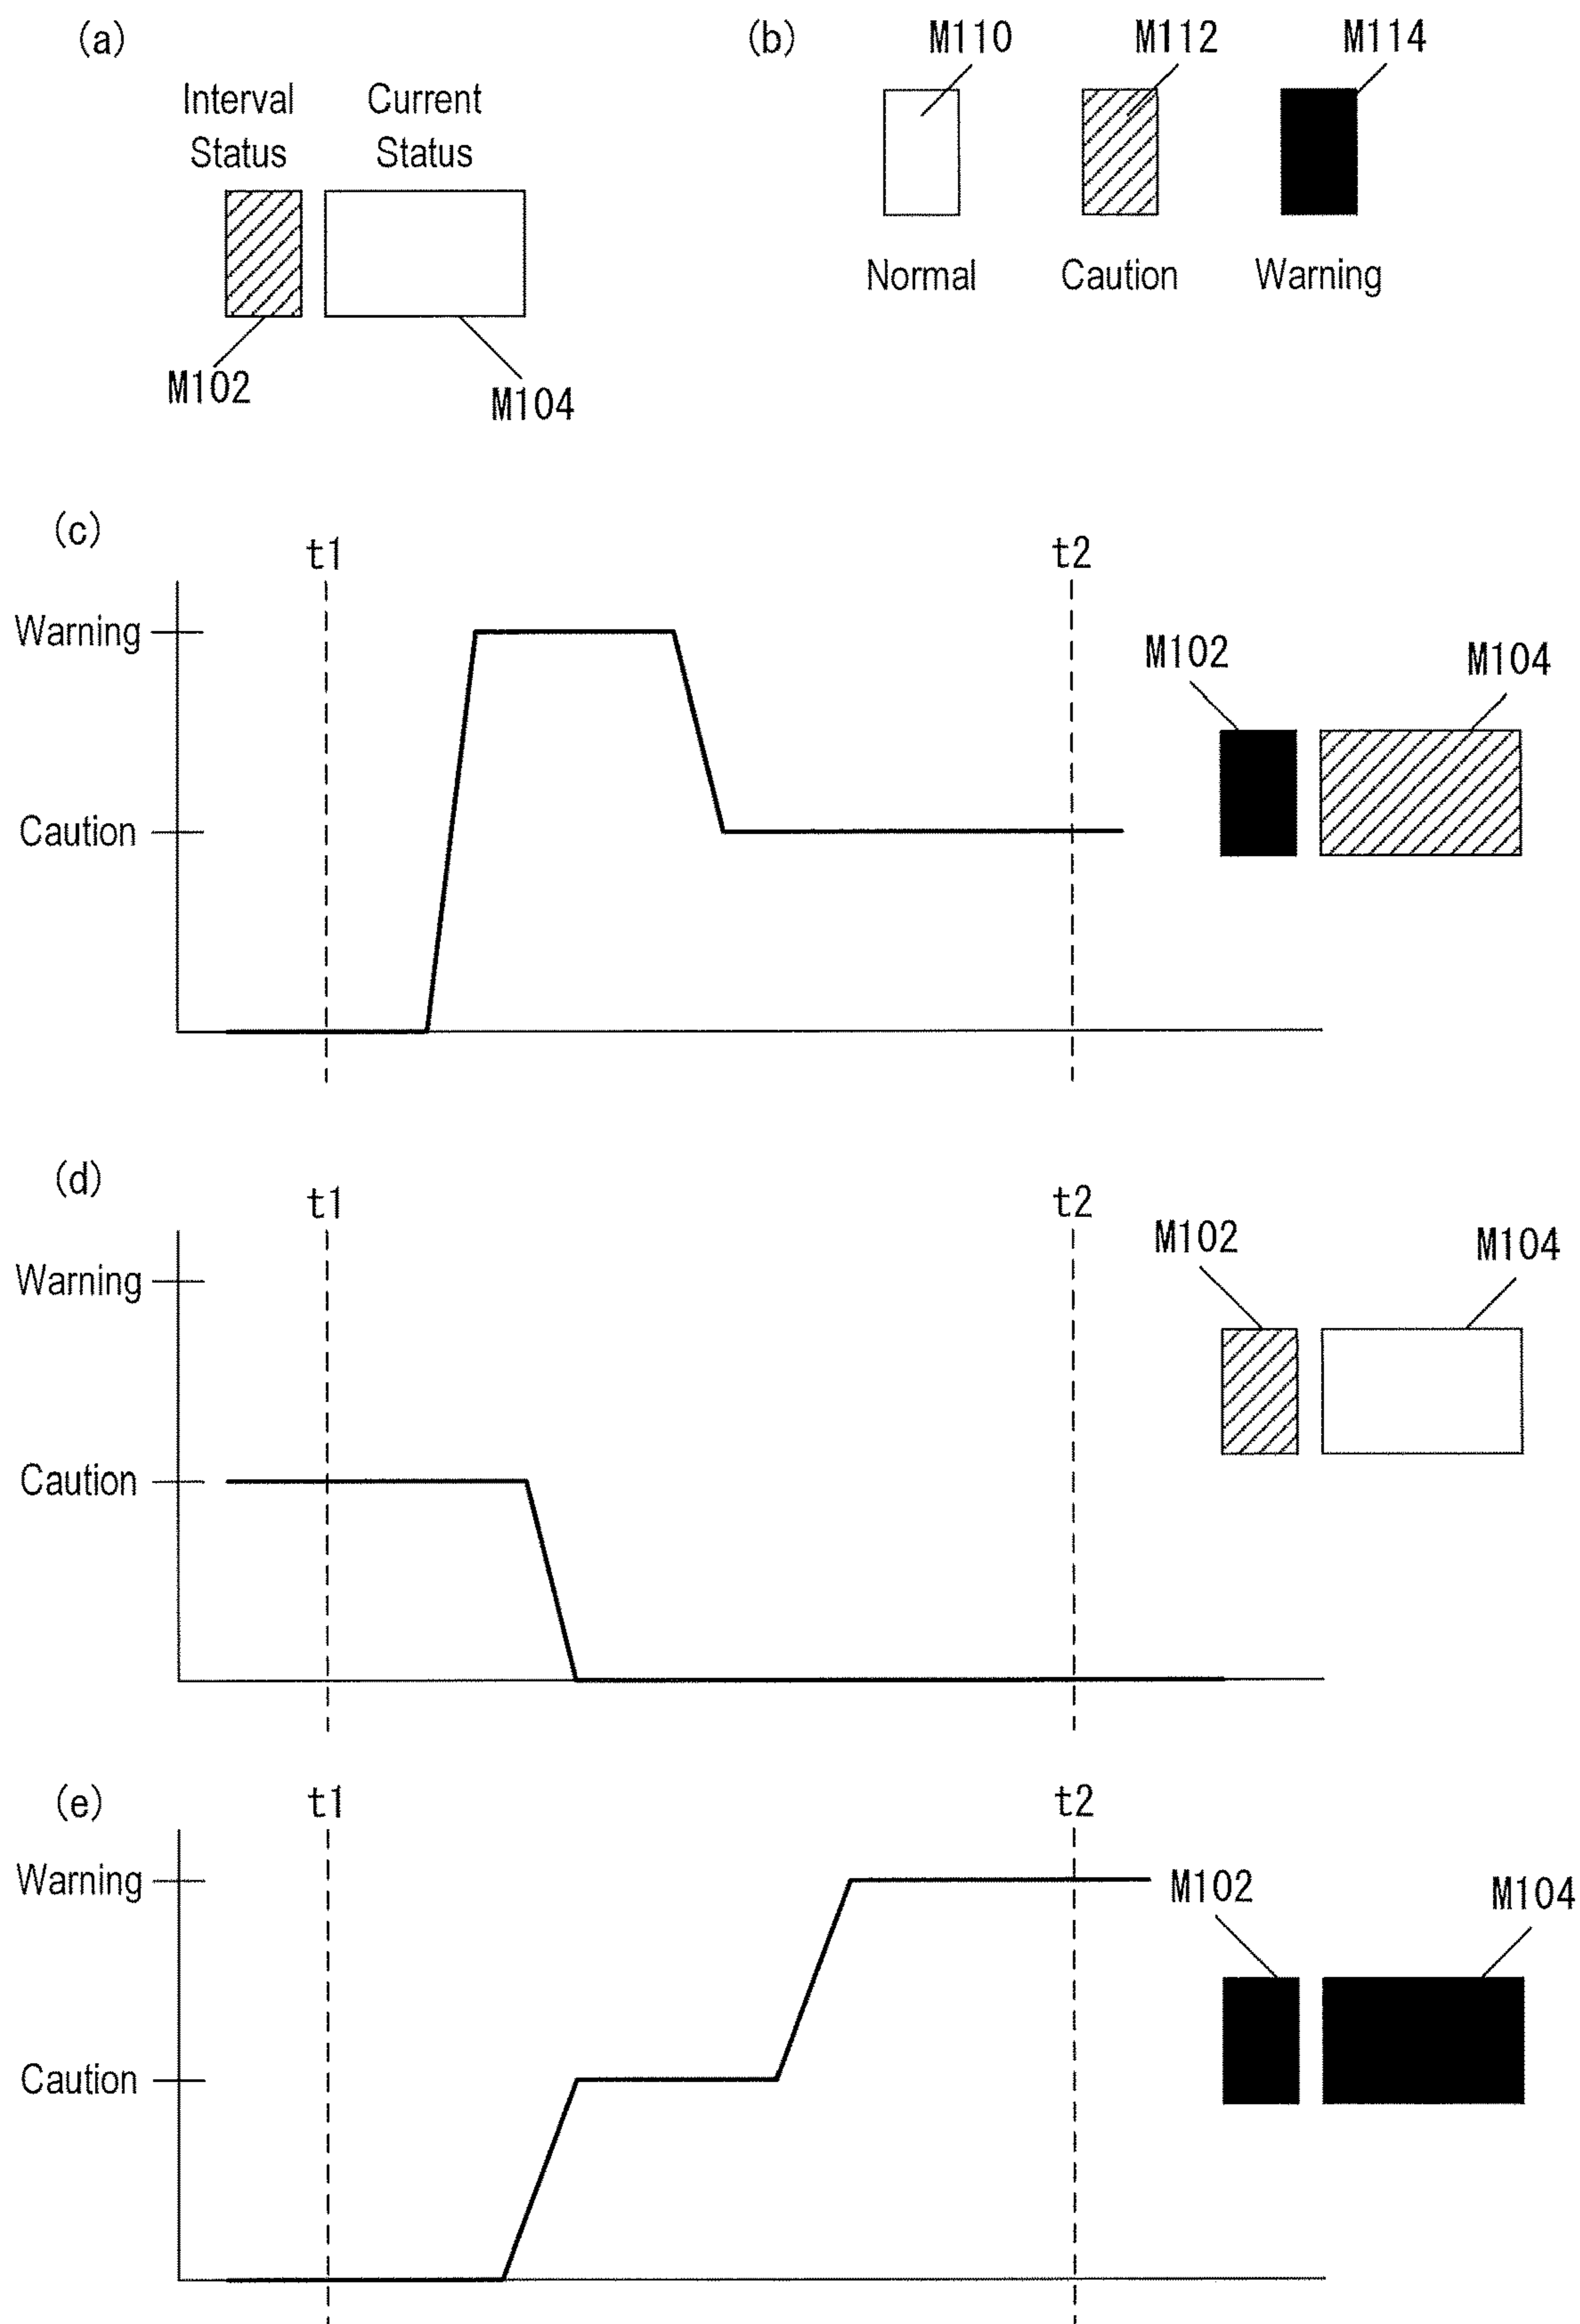 (a)
Interval Status
Current Status
M102
M104
(b)
M110
M112
M114
Normal
Caution
Warning
(c)
t1
t2
Warning
Caution
M102
M104
(d)
t1
t2
Warning
Caution
M102
M104
(e)
t1
t2
Warning
Caution
M102
M104